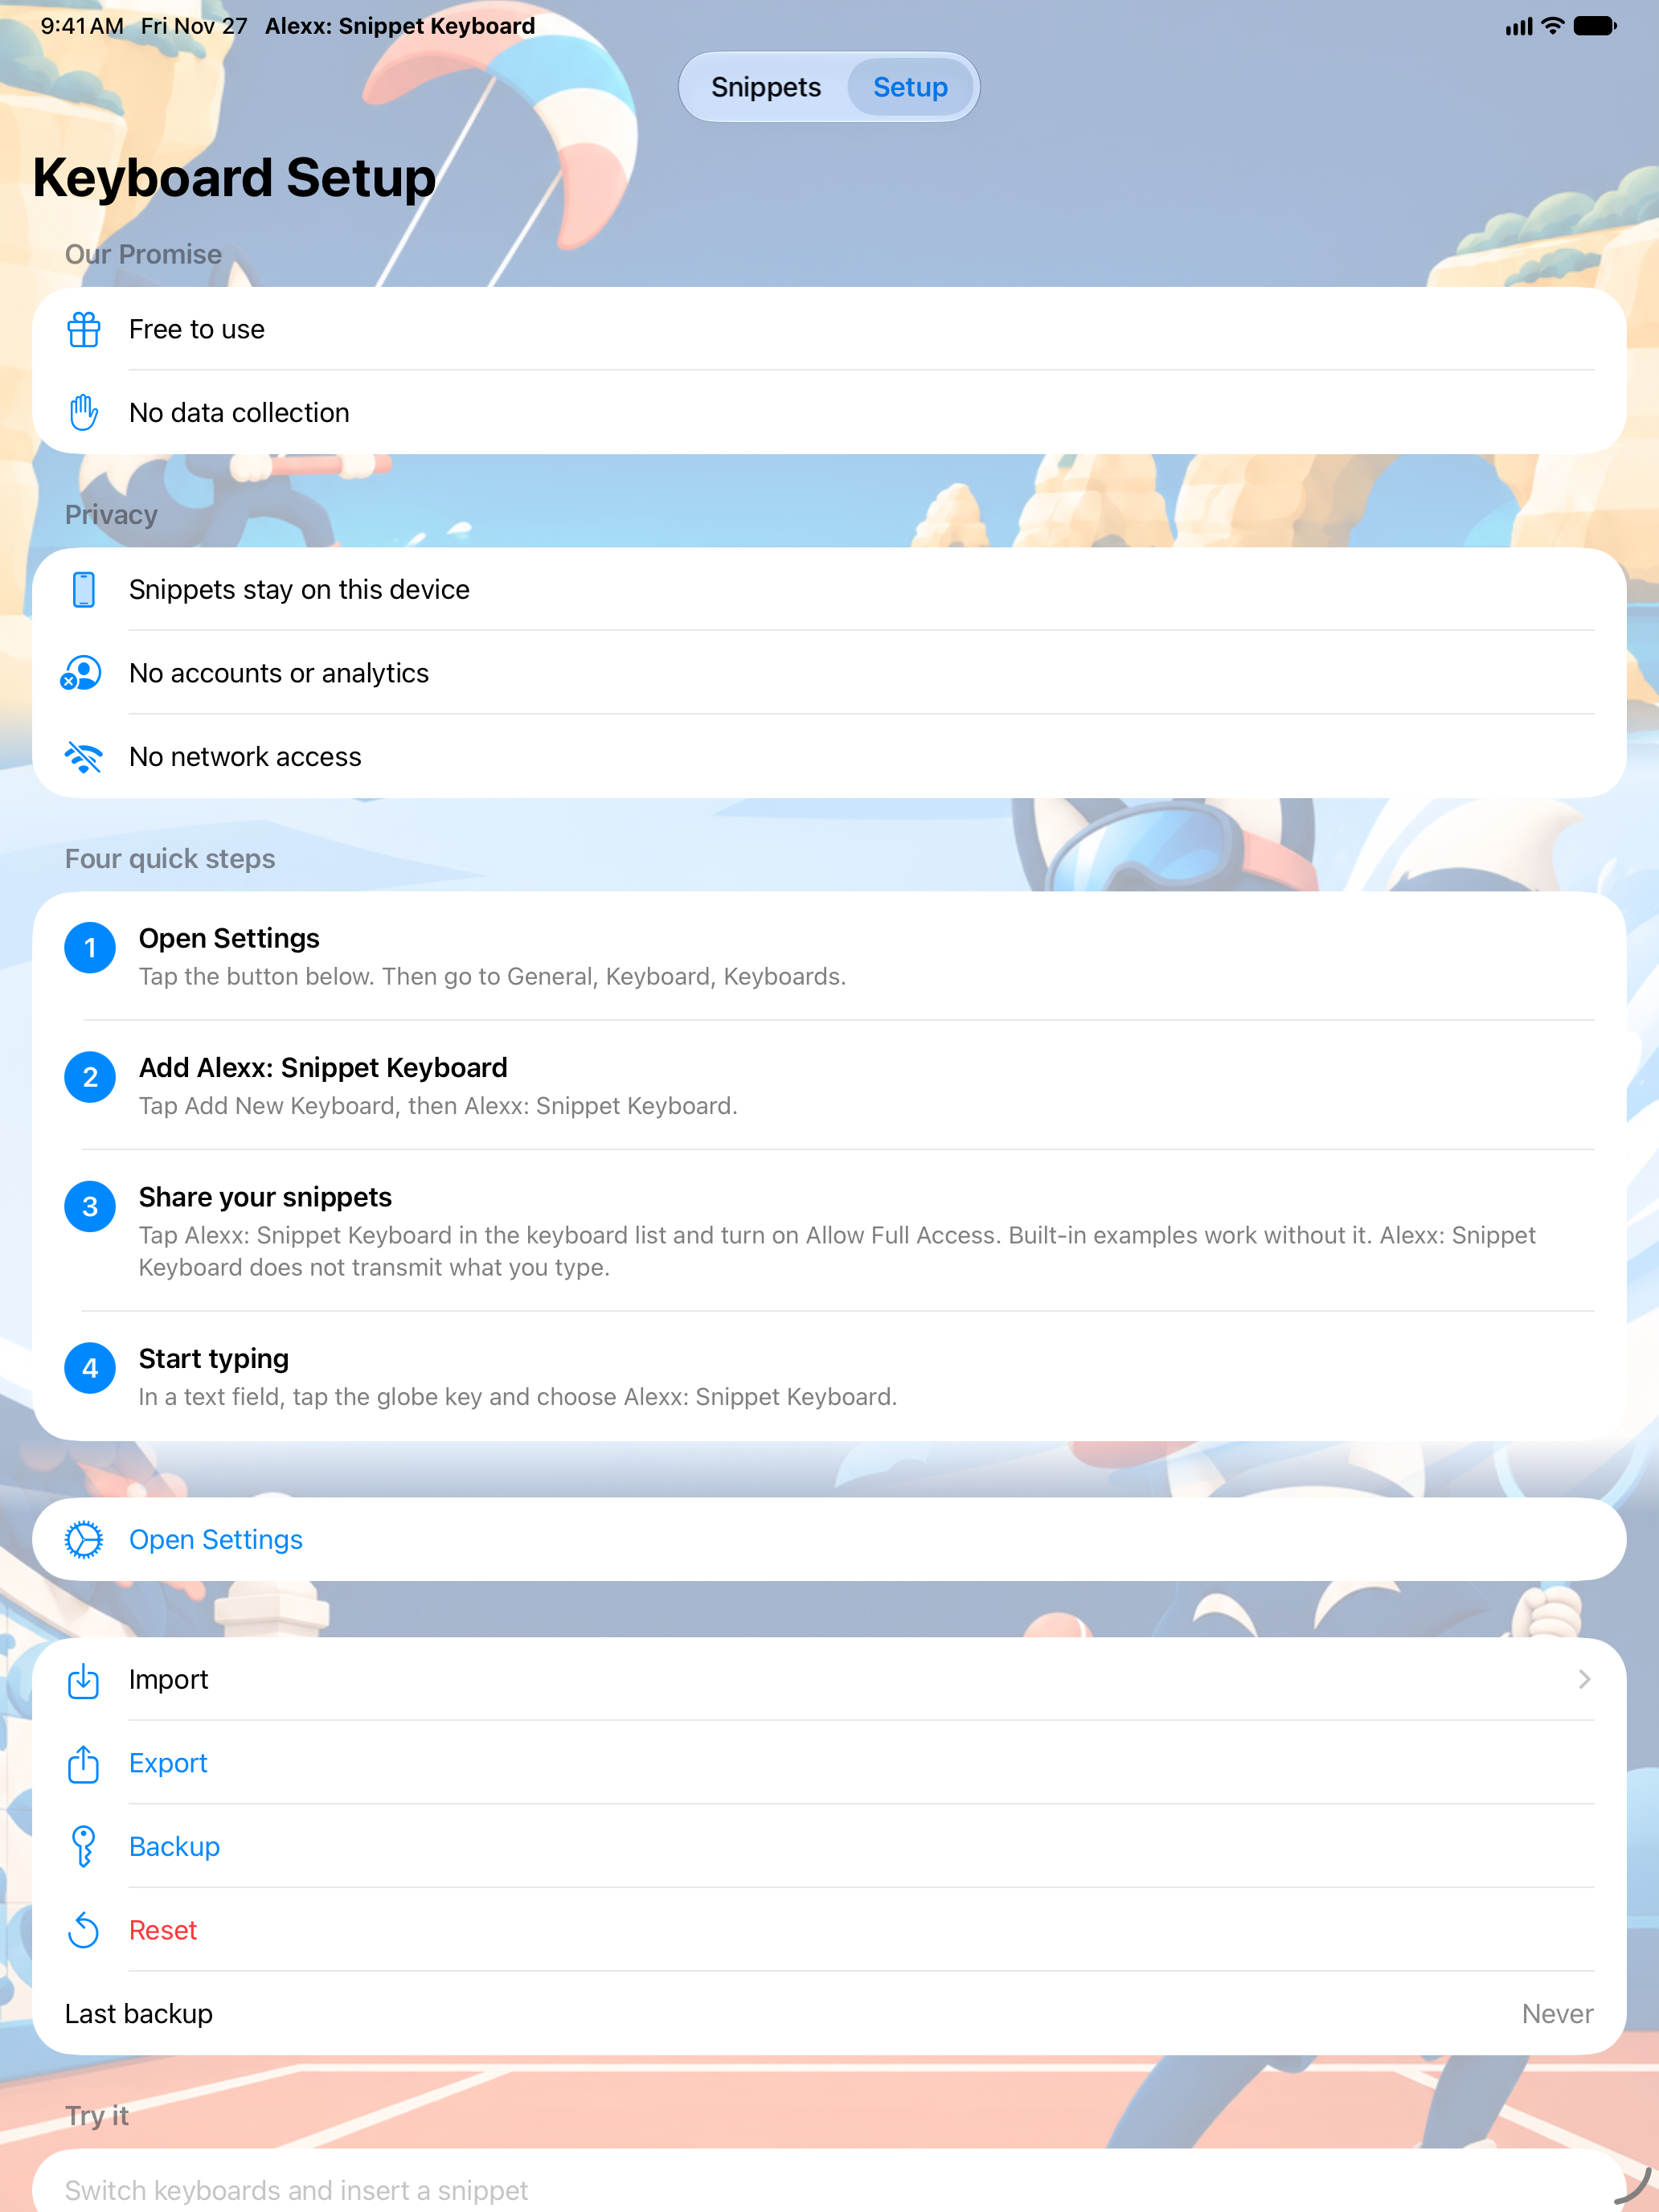 9:41 AM Fri Nov 27 Alexx: Snippet Keyboard
Snippets Setup
Keyboard Setup
Our Promise
Free to use
No data collection
Privacy
Snippets stay on this device
No accounts or analytics
No network access
Four quick steps
1 Open Settings
Tap the button below. Then go to General, Keyboard, Keyboards.
2 Add Alexx: Snippet Keyboard
Tap Add New Keyboard, then Alexx: Snippet Keyboard.
3 Share your snippets
Tap Alexx: Snippet Keyboard in the keyboard list and turn on Allow Full Access. Built-in examples work without it. Alexx: Snippet
Keyboard does not transmit what you type.
4 Start typing
In a text field, tap the globe key and choose Alexx: Snippet Keyboard.
Open Settings
Import
Export
Backup
Reset
Last backup Never
Try it
Switch keyboards and insert a snippet